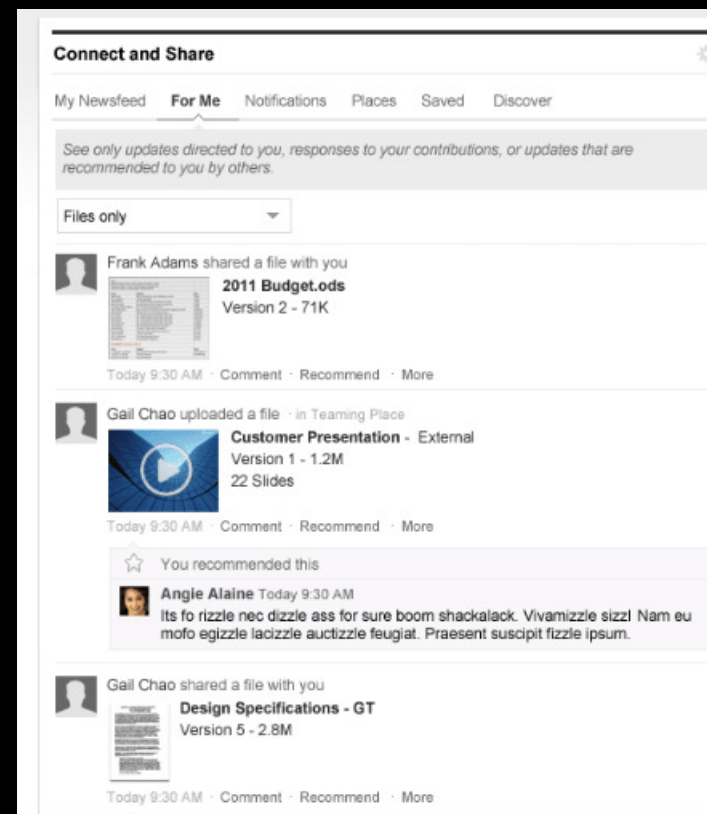 Connect and Share
My Newsfeed For Me Notifications Places Saved Discover
See only updates directed to you, responses to your contributions, or updates that are
recommended to you by others.
Files only
Frank Adams shared a file with you
2011 Budget.ods
Version 2 - 71K
Today 9:30 AM · Comment · Recommend · More
Gail Chao uploaded a file · in Teaming Place
Customer Presentation - External
Version 1 - 1.2M
22 Slides
Today 9:30 AM · Comment · Recommend · More
You recommended this
Angie Alaine Today 9:30 AM
Its fo rizzle nec dizzle ass for sure boom shackalack. Vivamizzle sizzl Nam eu
mofo egizzle lacizzle auctizzle feugiat. Praesent suscipit fizzle ipsum.
Gail Chao shared a file with you
Design Specifications - GT
Version 5 - 2.8M
Today 9:30 AM · Comment · Recommend · More